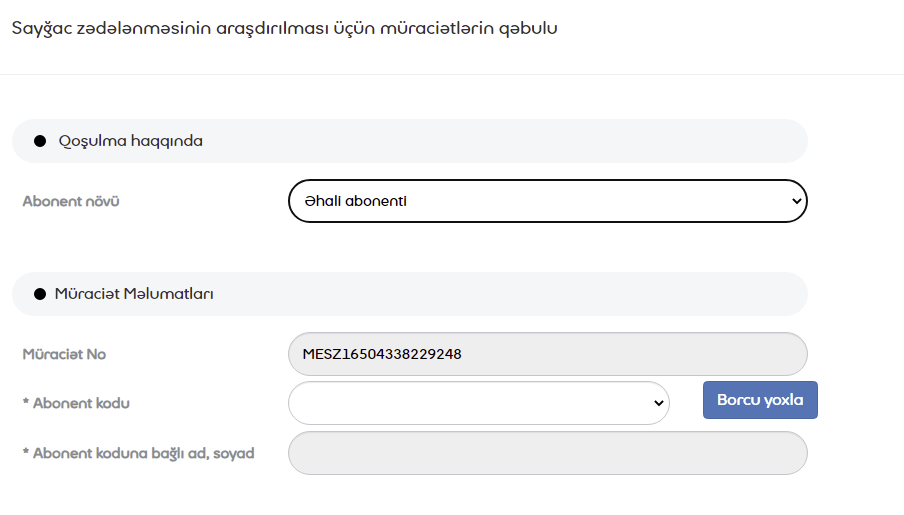 Sayğac zədələnməsinin araşdırılması üçün müraciətlərin qəbulu
Qoşulma haqqında
Abonent növü
Əhali abonenti
Müraciət Məlumatları
Müraciət No
MESZ16504338229248
* Abonent kodu
Borcu yoxla
* Abonent koduna bağlı ad, soyad